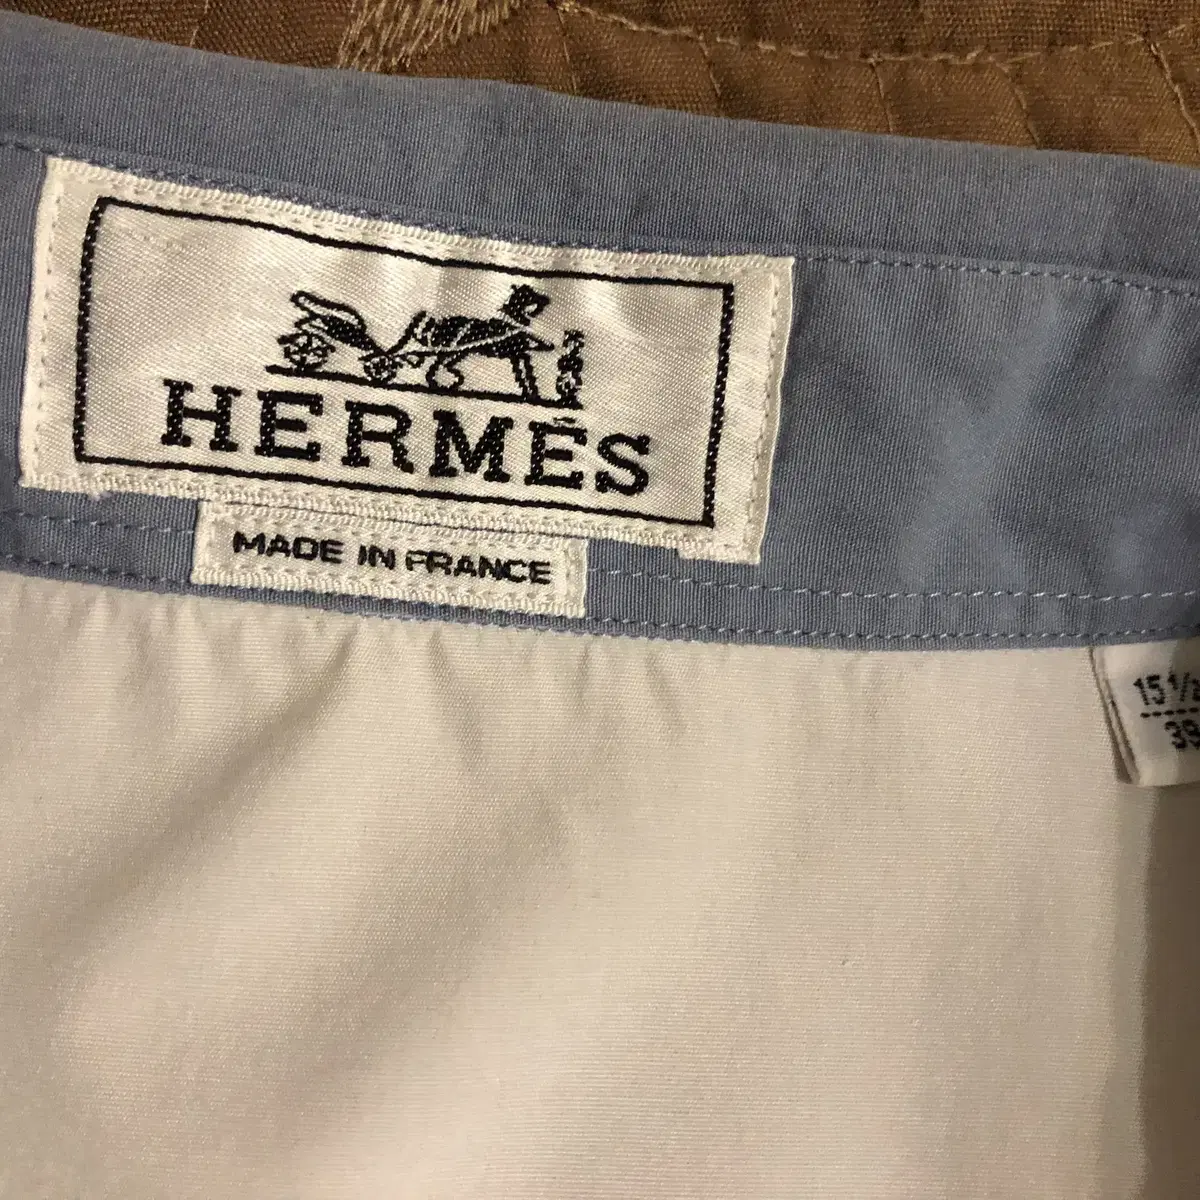 HERMÈS
MADE IN FRANCE
15 1/2
39